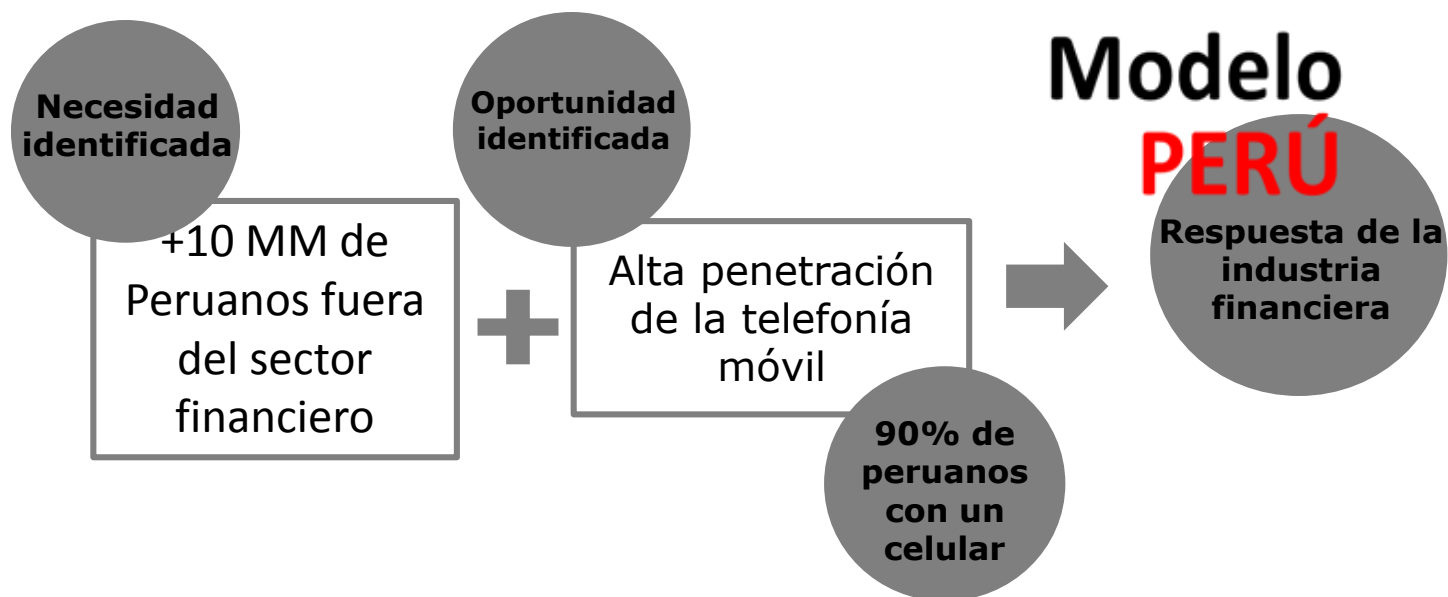 Necesidad
identificada
+10 MM de
Peruanos fuera
del sector
financiero
Oportunidad
identificada
Alta penetración
de la telefonía
móvil
90% de
peruanos
con un
celular
Modelo
PERÚ
Respuesta de la
industria
financiera